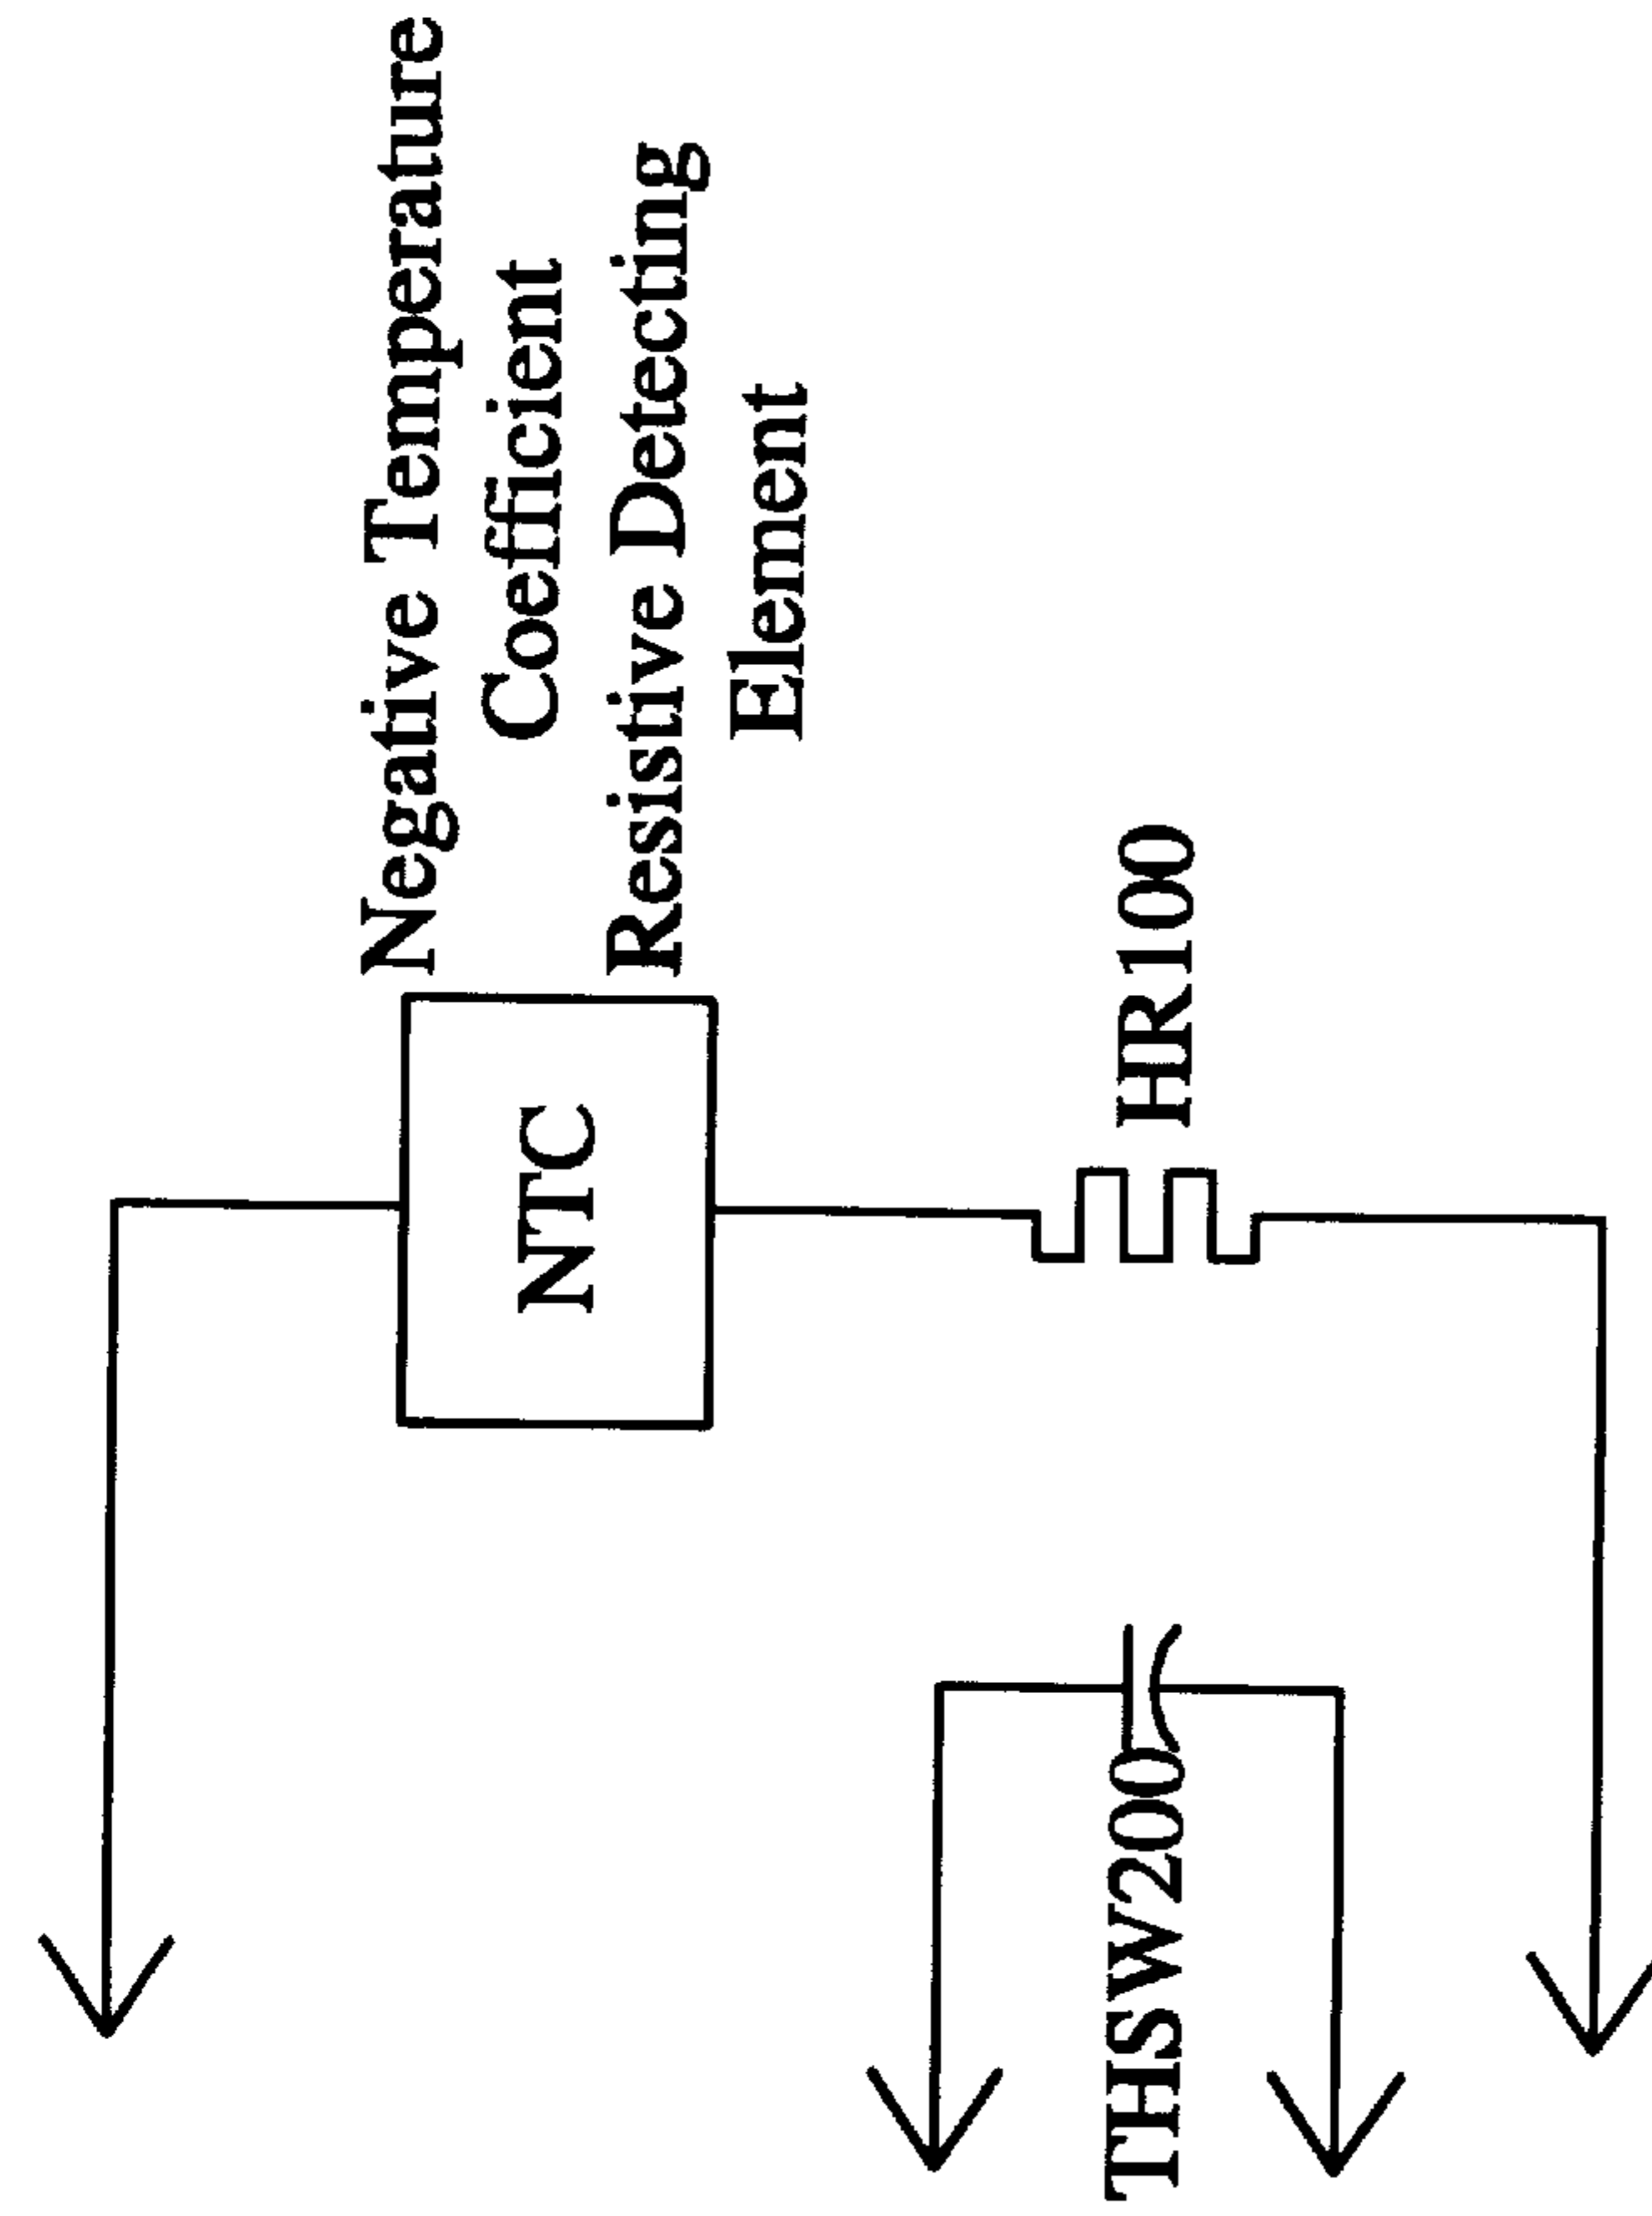 Negative Temperature
Coefficient
Resistive Detecting
Element
NTC
HR100
THSW200